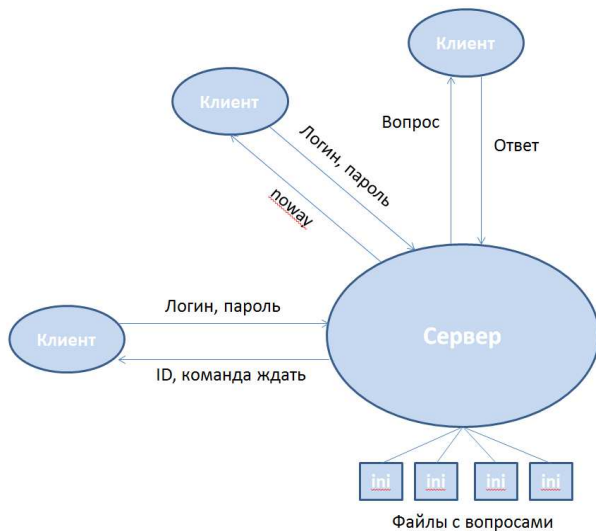 Клиент
Клиент
Вопрос
Ответ
Логин, пароль
noway
Логин, пароль
Клиент
ID, команда ждать
Сервер
ini
ini
ini
ini
Файлы с вопросами